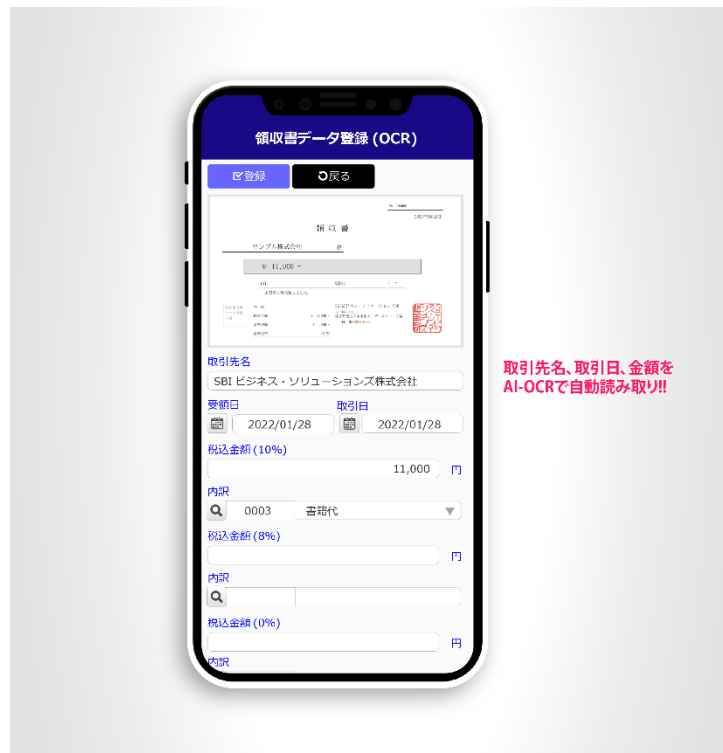 領収書データ登録 (OCR)
登録 戻る
領 収 書
サンプル株式会社
¥ 11,000 -
取引先名
SBI ビジネス・ソリューションズ株式会社
受領日 取引日
2022/01/28 2022/01/28
税込金額 (10%)
11,000 円
内訳
0003 書籍代
税込金額 (8%)
円
内訳
税込金額 (0%)
円
内訳
取引先名、取引日、金額を
AI-OCRで自動読み取り!!